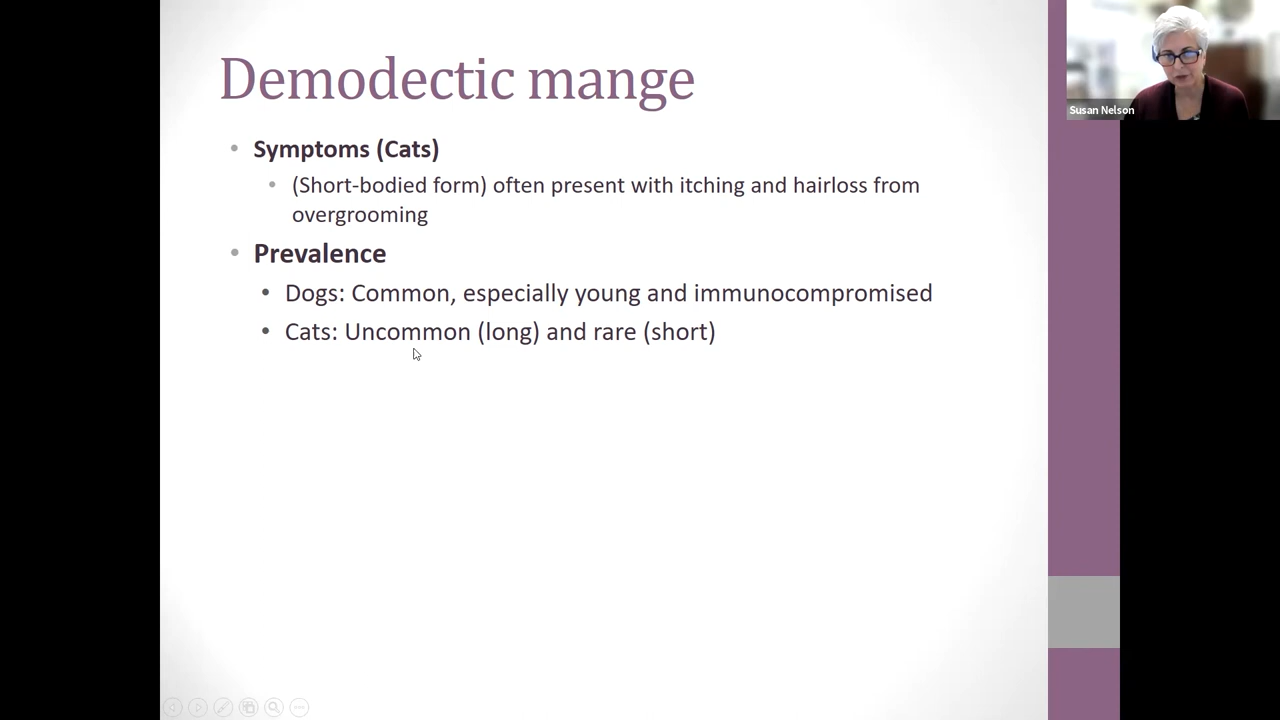 Demodectic mange
Susan Nelson
• Symptoms (Cats)
• (Short-bodied form) often present with itching and hairloss from
overgrooming
• Prevalence
• Dogs: Common, especially young and immunocompromised
• Cats: Uncommon (long) and rare (short)